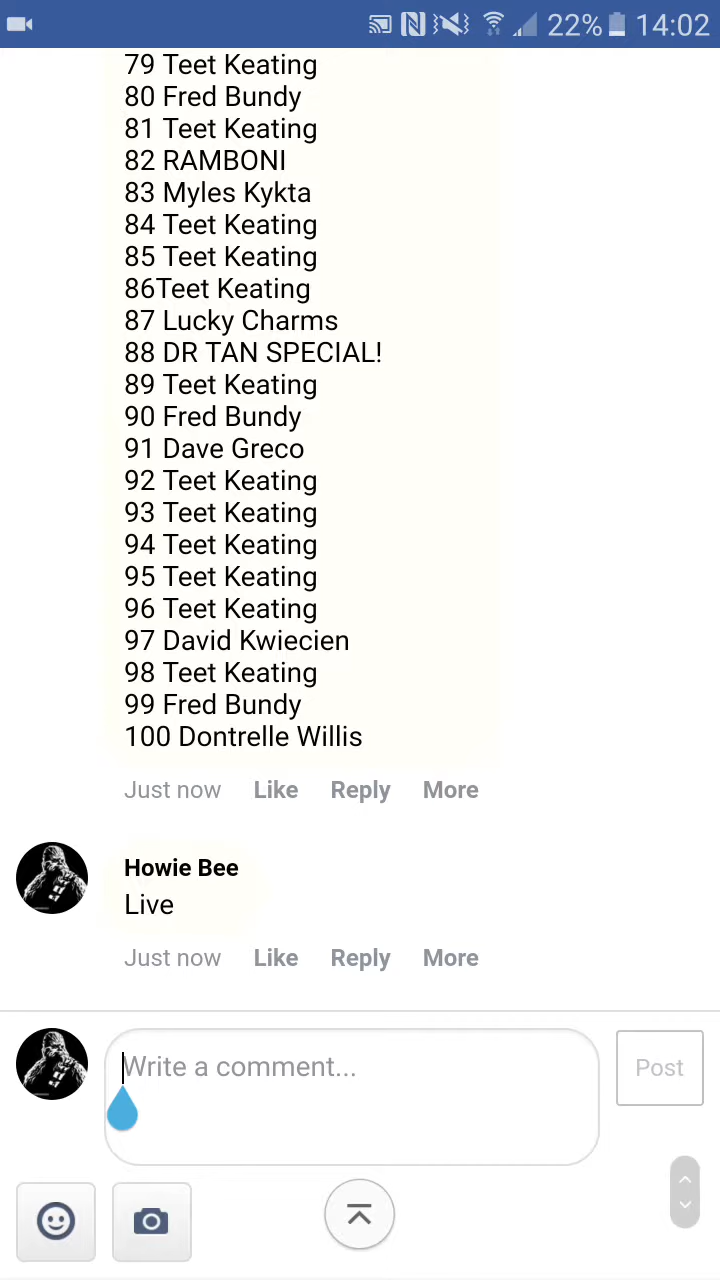 22% 14:02
79 Teet Keating
80 Fred Bundy
81 Teet Keating
82 RAMBONI
83 Myles Kykta
84 Teet Keating
85 Teet Keating
86Teet Keating
87 Lucky Charms
88 DR TAN SPECIAL!
89 Teet Keating
90 Fred Bundy
91 Dave Greco
92 Teet Keating
93 Teet Keating
94 Teet Keating
95 Teet Keating
96 Teet Keating
97 David Kwiecien
98 Teet Keating
99 Fred Bundy
100 Dontrelle Willis
Just now Like Reply More
Howie Bee
Live
Just now Like Reply More
Write a comment...
Post